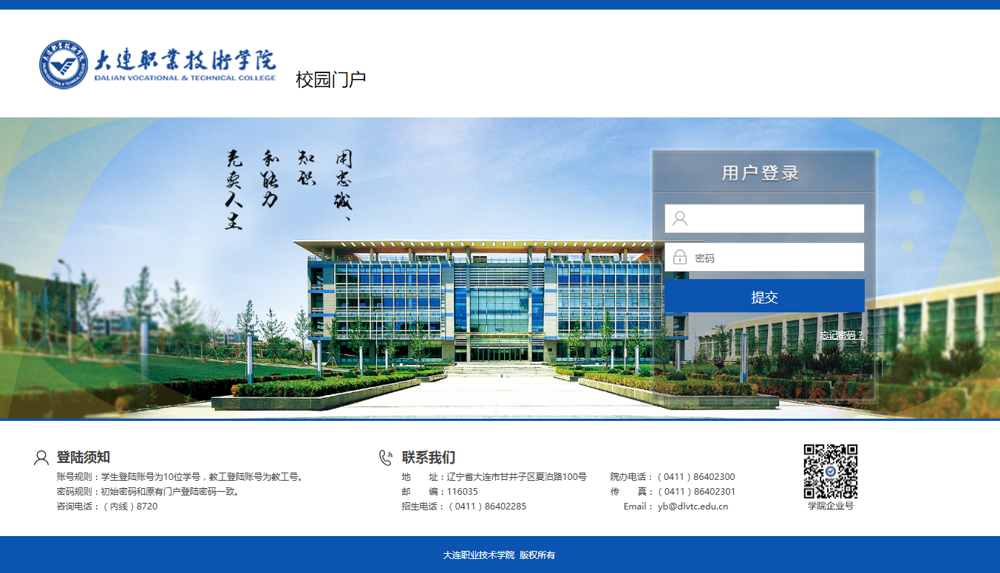 大連职業技術学院
DALIAN VOCATIONAL & TECHNICAL COLLEGE
校园门户
用忠诚、
知识
和能力
亮卖人生
用户登录
密码
提交
忘记密码？
登陆须知
账号规则：学生登陆账号为10位学号，教工登陆账号为教工号。
密码规则：初始密码和原有门户登陆密码一致。
咨询电话：（内线）8720
联系我们
地　　址：辽宁省大连市甘井子区夏泊路100号
邮　　编：116035
招生电话：（0411）86402285
院办电话：（0411）86402300
传　　真：（0411）86402301
Email： yb@dlvtc.edu.cn
学院企业号
大连职业技术学院 版权所有